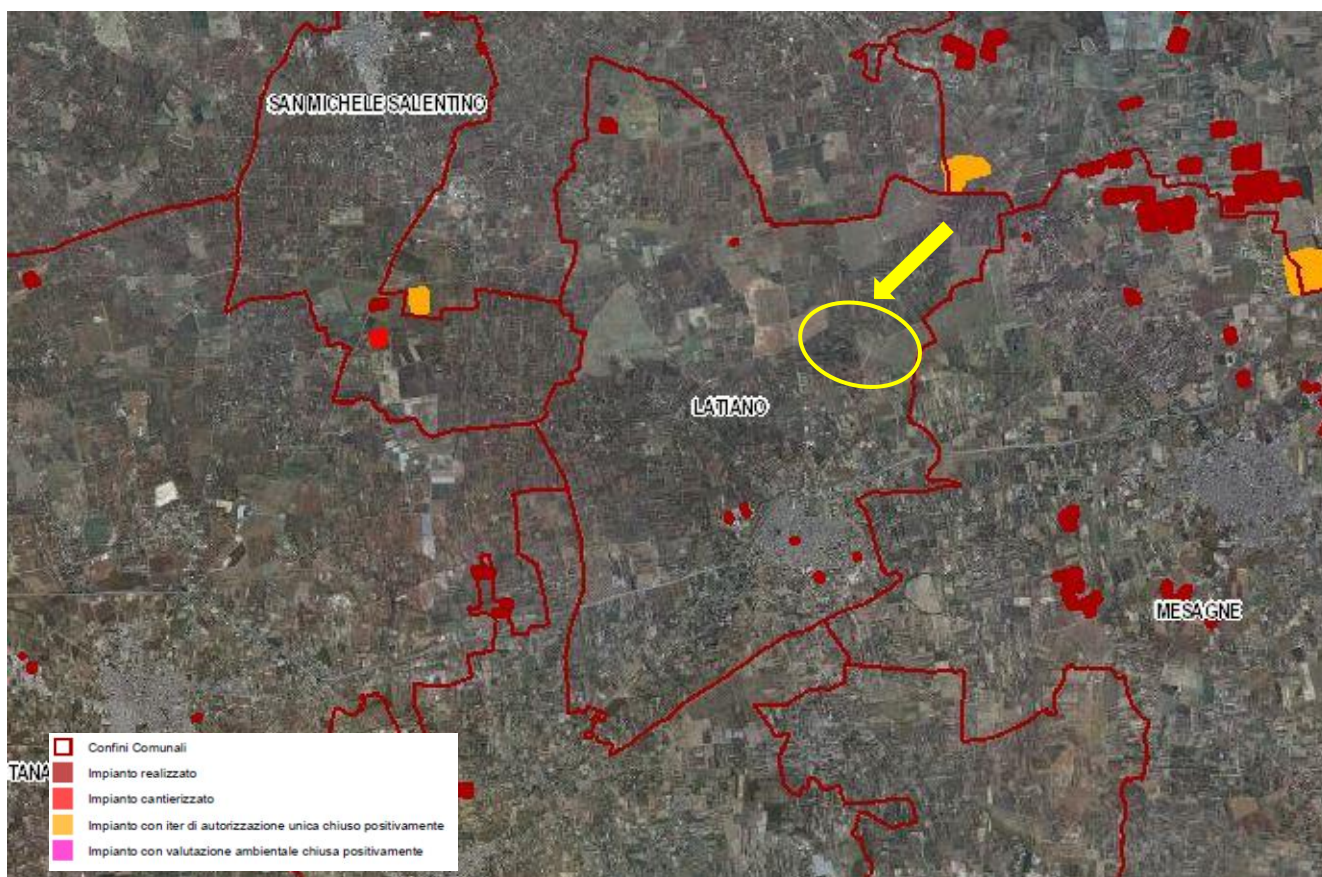 SAN MICHELE SALENTINO
LATIANO
MESAGNE
TANA
Confini Comunali
Impianto realizzato
Impianto cantierizzato
Impianto con iter di autorizzazione unica chiuso positivamente
Impianto con valutazione ambientale chiusa positivamente